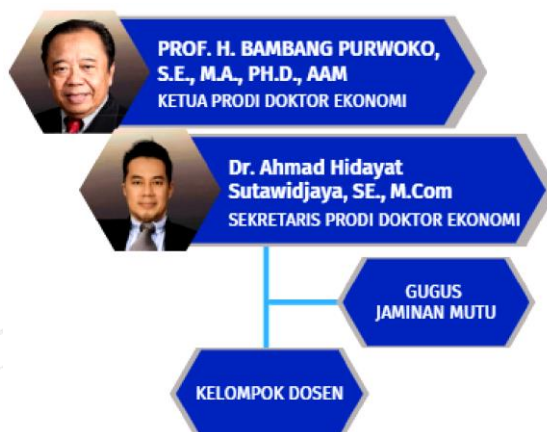 PROF. H. BAMBANG PURWOKO,
S.E., M.A., PH.D., AAM
KETUA PRODI DOKTOR EKONOMI
Dr. Ahmad Hidayat
Sutawidjaya, SE., M.Com
SEKRETARIS PRODI DOKTOR EKONOMI
GUGUS
JAMINAN MUTU
KELOMPOK DOSEN